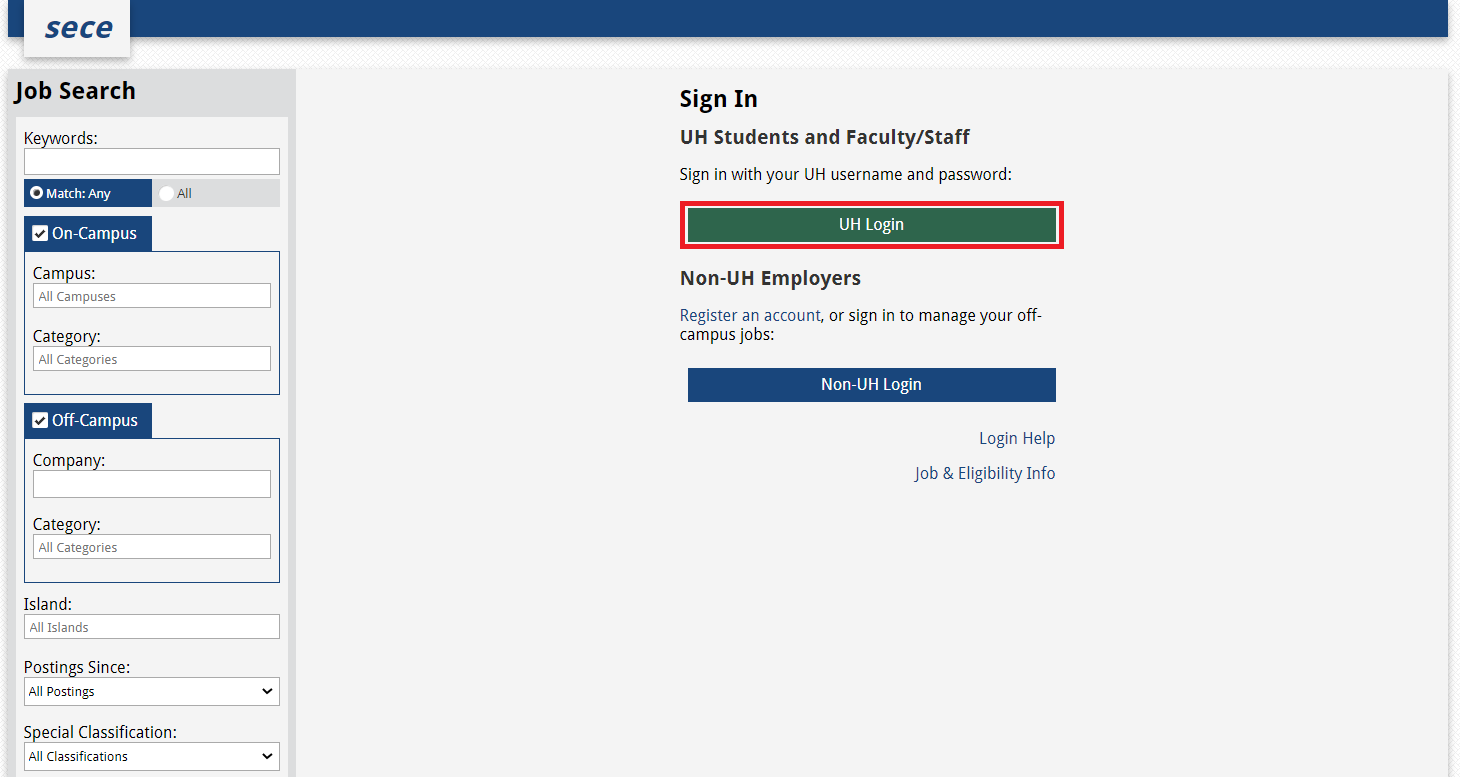 sece
Job Search
Keywords:
Match: Any
All
On-Campus
Campus:
All Campuses
Category:
All Categories
Off-Campus
Company:
Category:
All Categories
Island:
All Islands
Postings Since:
All Postings
Special Classification:
All Classifications
Sign In
UH Students and Faculty/Staff
Sign in with your UH username and password:
UH Login
Non-UH Employers
Register an account, or sign in to manage your off-
campus jobs:
Non-UH Login
Login Help
Job & Eligibility Info